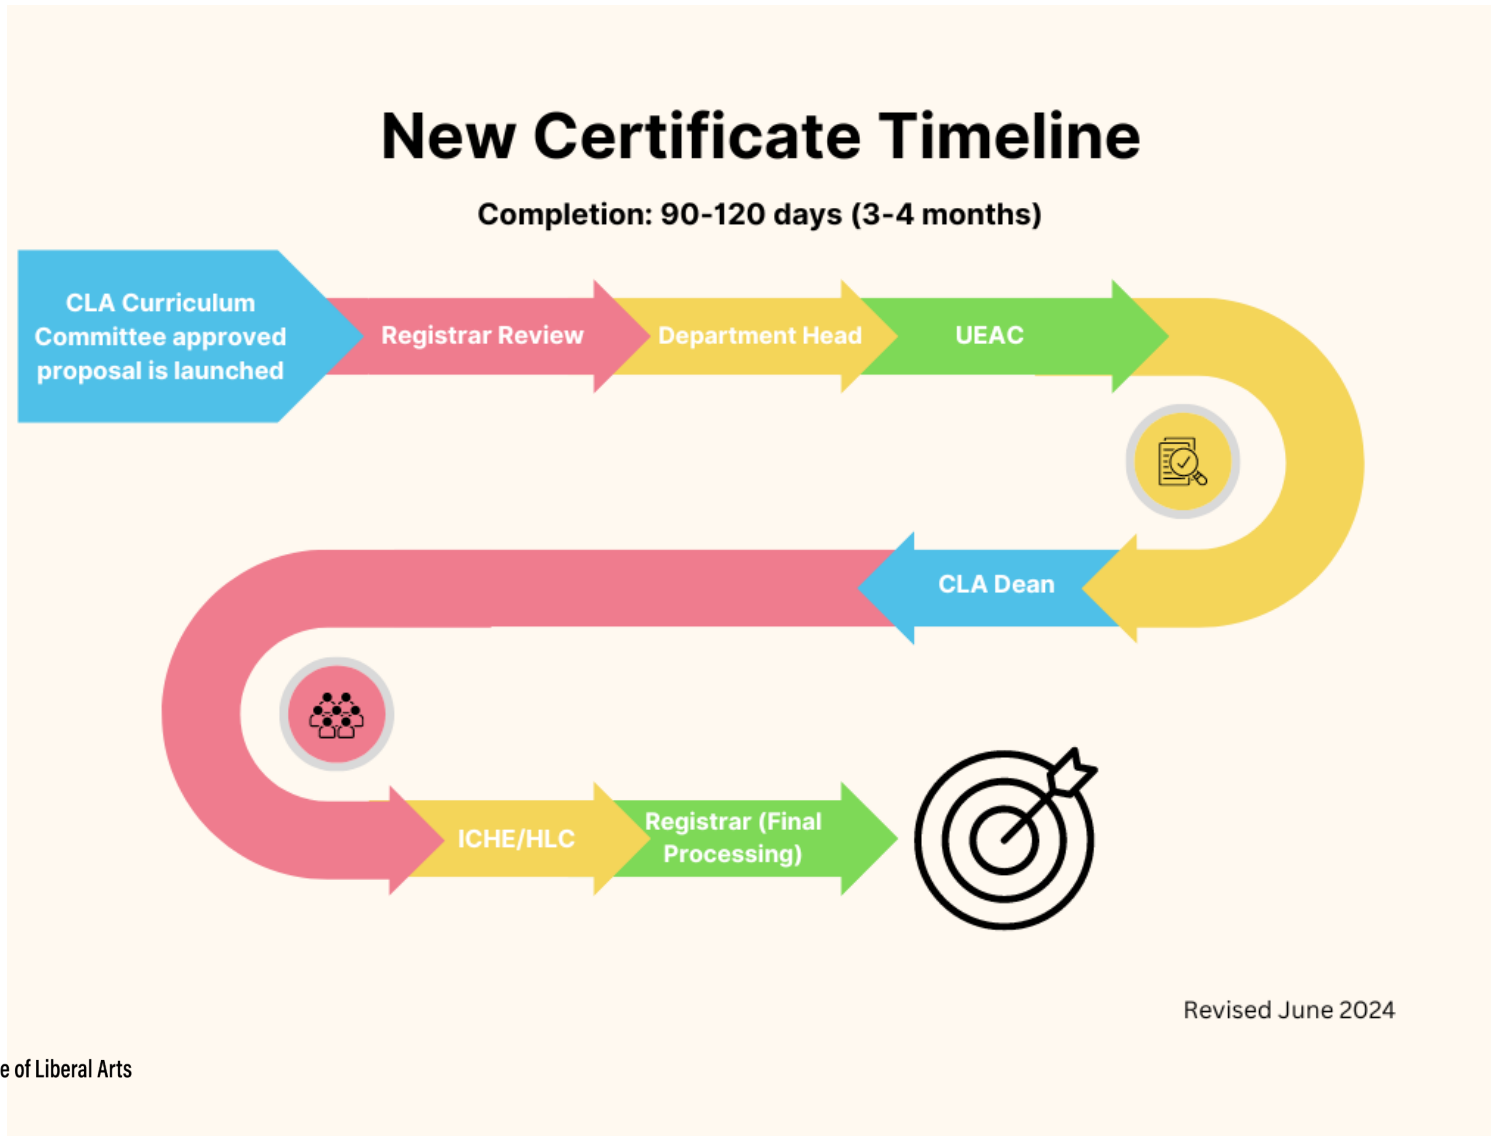 New Certificate Timeline
Completion: 90-120 days (3-4 months)
CLA Curriculum
Committee approved
proposal is launched
Registrar Review
Department Head
UEAC
CLA Dean
ICHE/HLC
Registrar (Final
Processing)
Revised June 2024
e of Liberal Arts